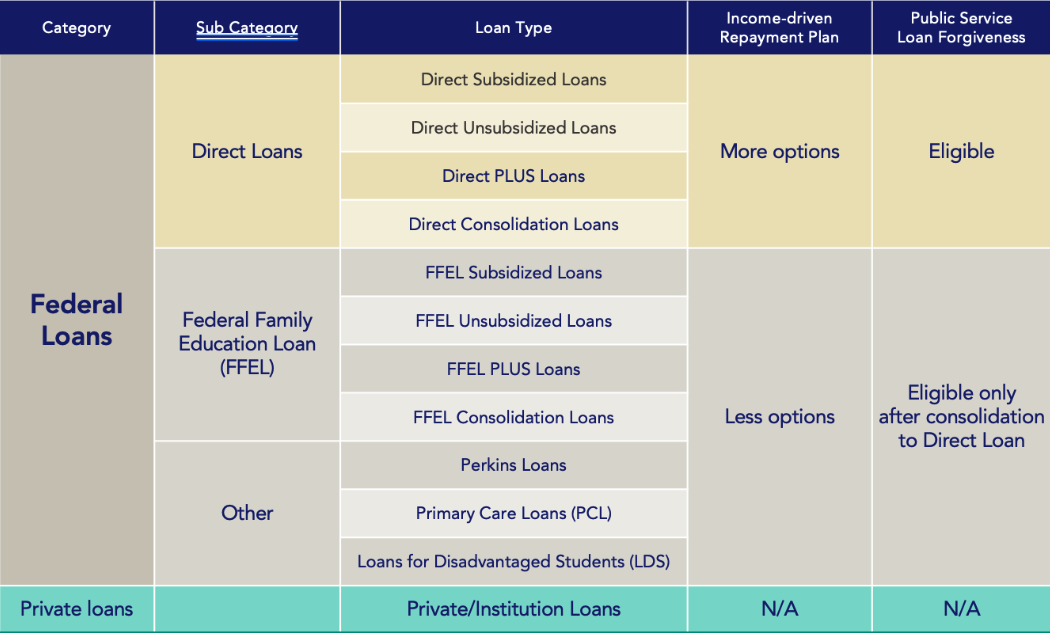 Category
Sub Category
Loan Type
Income-driven
Repayment Plan
Public Service
Loan Forgiveness
Federal
Loans
Direct Loans
Direct Subsidized Loans
Direct Unsubsidized Loans
Direct PLUS Loans
Direct Consolidation Loans
More options
Eligible
Federal Family
Education Loan
(FFEL)
FFEL Subsidized Loans
FFEL Unsubsidized Loans
FFEL PLUS Loans
FFEL Consolidation Loans
Less options
Eligible only
after consolidation
to Direct Loan
Other
Perkins Loans
Primary Care Loans (PCL)
Loans for Disadvantaged Students (LDS)
Private loans
Private/Institution Loans
N/A
N/A